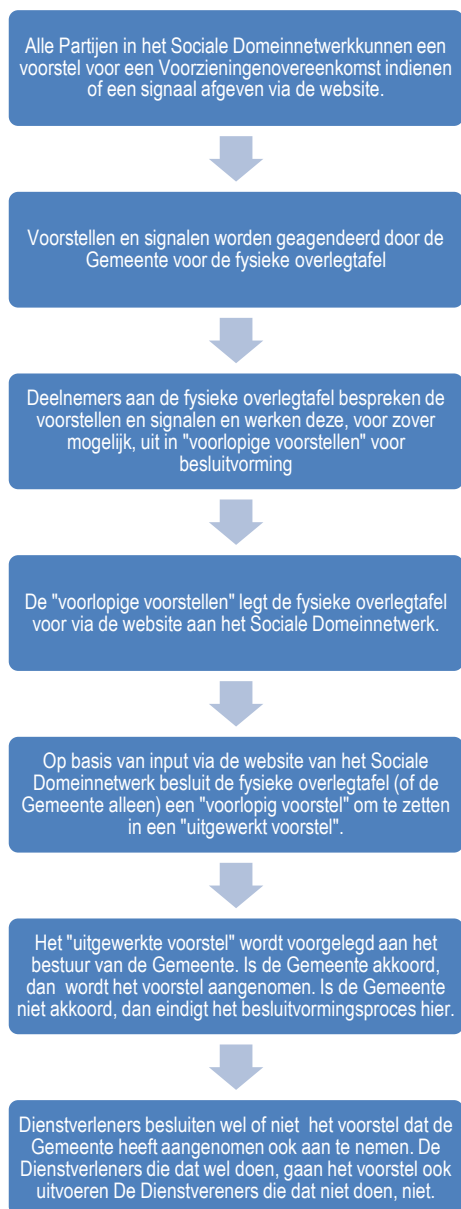 Alle Partijen in het Sociale Domeinnetwerkkunnen een
voorstel voor een Voorzieningenovereenkomst indienen
of een signaal afgeven via de website.
Voorstellen en signalen worden geagendeerd door de
Gemeente voor de fysieke overlegtafel
Deelnemers aan de fysieke overlegtafel bespreken de
voorstellen en signalen en werken deze, voor zover
mogelijk, uit in "voorlopige voorstellen" voor
besluitvorming
De "voorlopige voorstellen" legt de fysieke overlegtafel
voor via de website aan het Sociale Domeinnetwerk.
Op basis van input via de website van het Sociale
Domeinnetwerk besluit de fysieke overlegtafel (of de
Gemeente alleen) een "voorlopig voorstel" om te zetten
in een "uitgewerkt voorstel".
Het "uitgewerkte voorstel" wordt voorgelegd aan het
bestuur van de Gemeente. Is de Gemeente akkoord,
dan wordt het voorstel aangenomen. Is de Gemeente
niet akkoord, dan eindigt het besluitvormingsproces hier.
Dienstverleners besluiten wel of niet het voorstel dat de
Gemeente heeft aangenomen ook aan te nemen. De
Dienstverleners die dat wel doen, gaan het voorstel ook
uitvoeren De Dienstvereners die dat niet doen, niet.